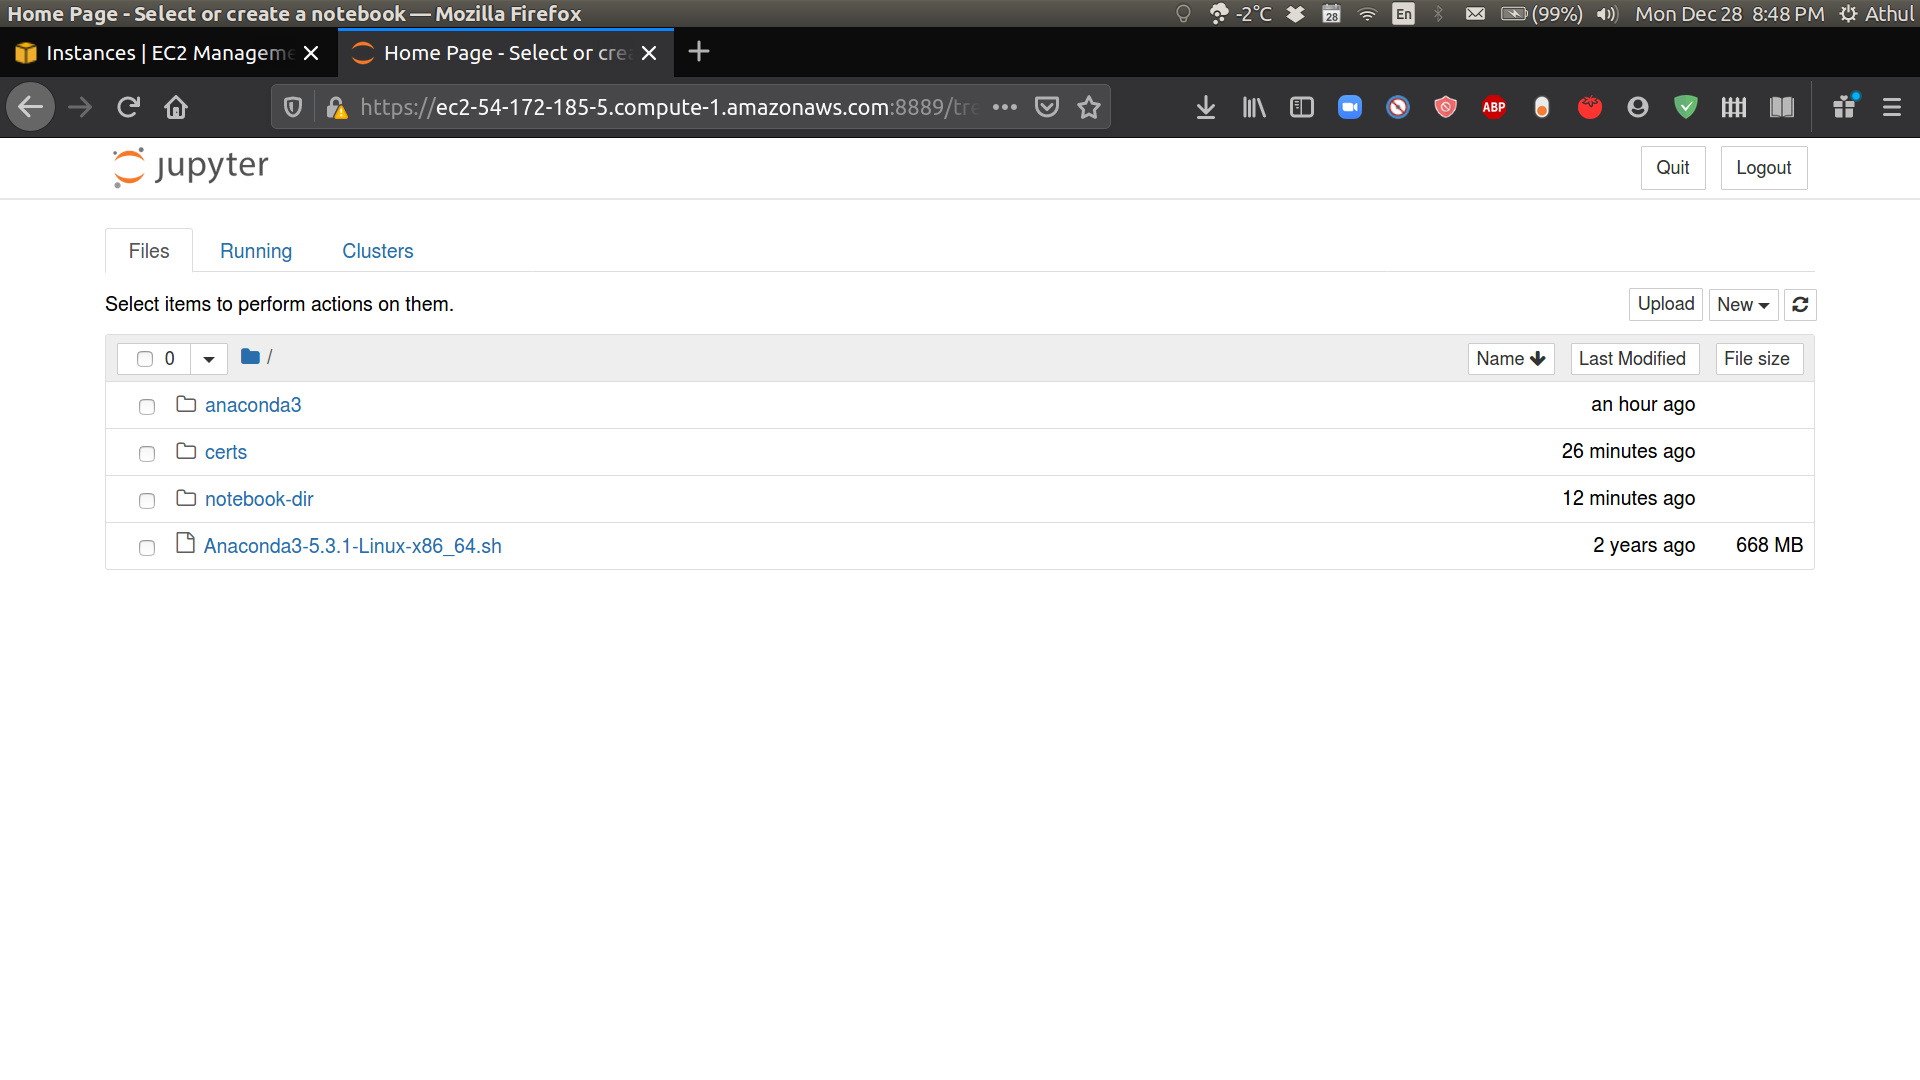 Home Page - Select or create a notebook — Mozilla Firefox -2°C 28 En (99%) Mon Dec 28 8:48 PM Athul
Instances | EC2 Manageme Home Page - Select or crea
https://ec2-54-172-185-5.compute-1.amazonaws.com:8889/tre ABP
jupyter Quit Logout
Files Running Clusters
Select items to perform actions on them. Upload New
0 / Name Last Modified File size
anaconda3 an hour ago
certs 26 minutes ago
notebook-dir 12 minutes ago
Anaconda3-5.3.1-Linux-x86_64.sh 2 years ago 668 MB